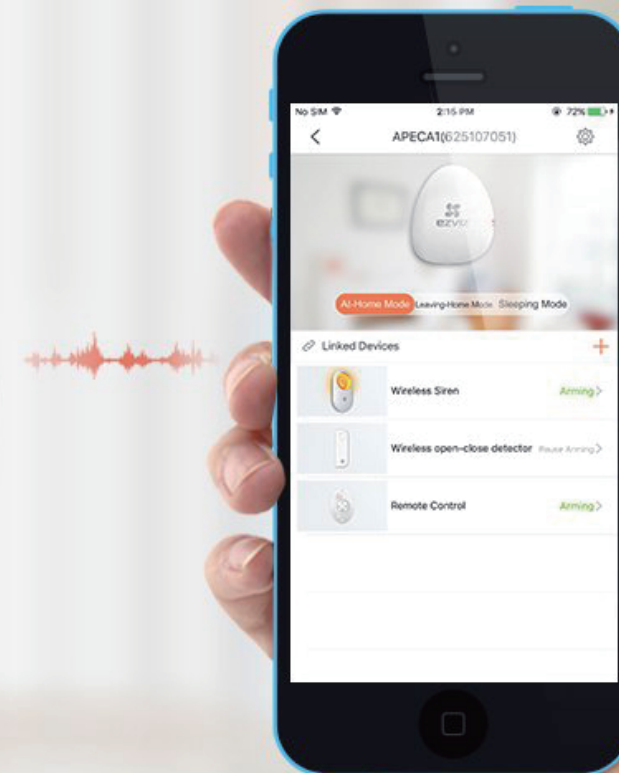 No SIM 2:15 PM 72%
APECA1(625107051)
ezviz
At-Home Mode Leaving-Home Mode Sleeping Mode
Linked Devices
Wireless Siren Arming
Wireless open-close detector Pause Arming
Remote Control Arming